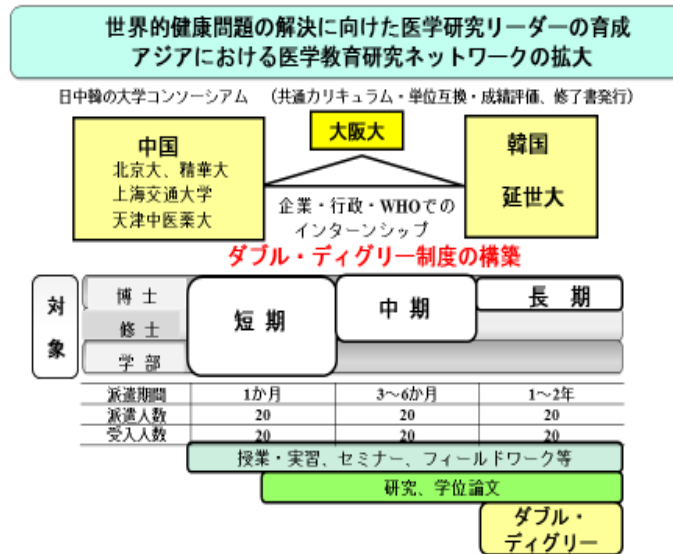 世界的健康問題の解決に向けた医学研究リーダーの育成
アジアにおける医学教育研究ネットワークの拡大
日中韓の大学コンソーシアム (共通カリキュラム・単位互換・成績評価、修了書発行)
中国
北京大、精華大
上海交通大学
天津中医薬大
大阪大
韓国
延世大
企業・行政・WHOでの
インターンシップ
ダブル・ディグリー制度の構築
対象
博士
修士
学部
短期
中期
長期
派遣期間 1か月 3〜6か月 1〜2年
派遣人数 20 20 20
受入人数 20 20 20
授業・実習、セミナー、フィールドワーク等
研究、学位論文
ダブル・
ディグリー